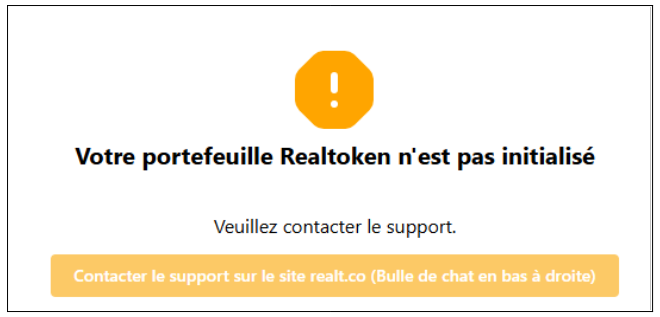 Votre portefeuille Realtoken n'est pas initialisé
Veuillez contacter le support.
Contacter le support sur le site realt.co (Bulle de chat en bas à droite)